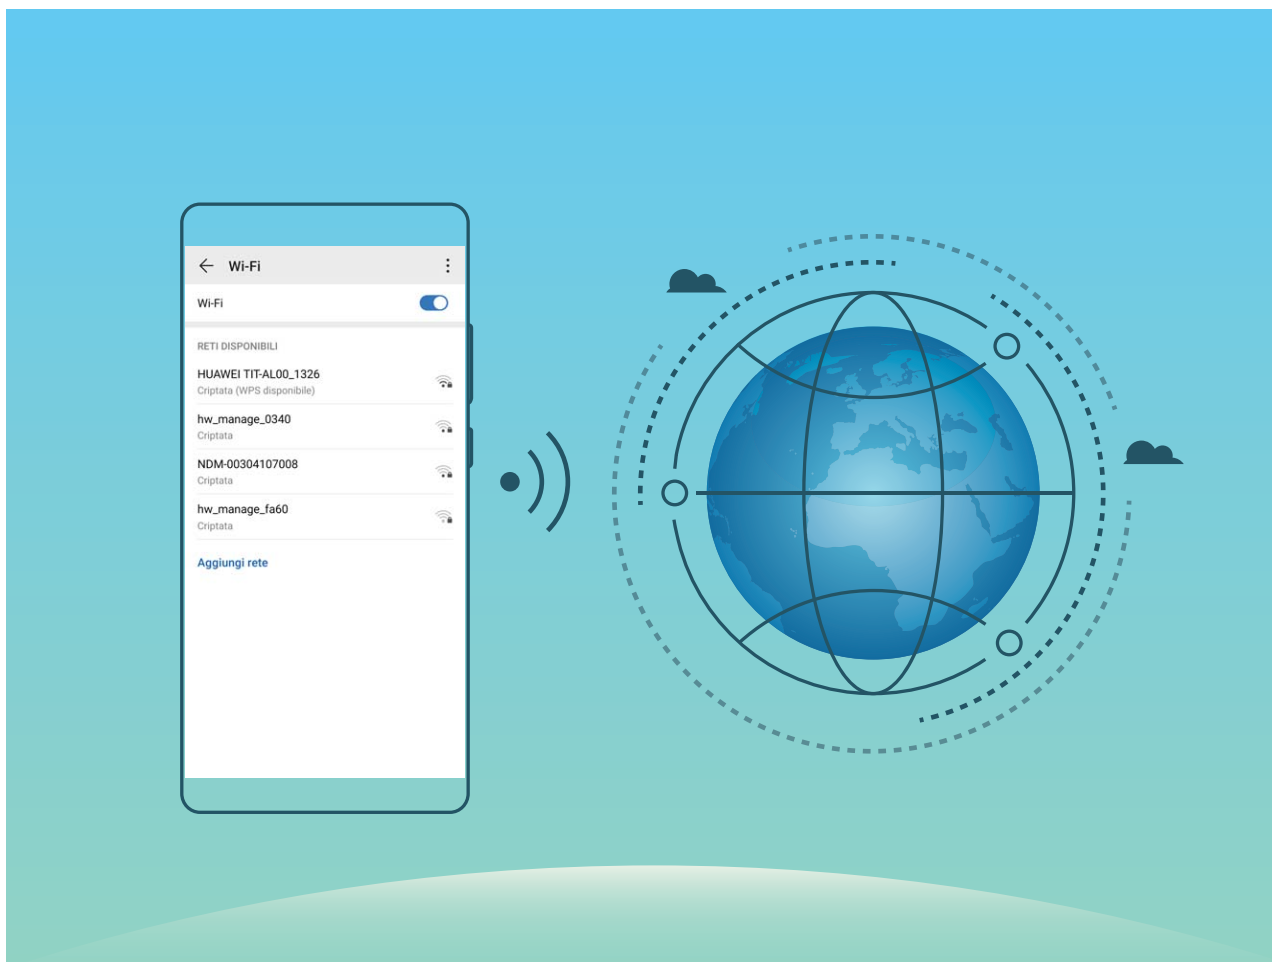 Wi-Fi
Wi-Fi
RETI DISPONIBILI
HUAWEI TIT-AL00_1326
Criptata (WPS disponibile)
hw_manage_0340
Criptata
NDM-00304107008
Criptata
hw_manage_fa60
Criptata
Aggiungi rete